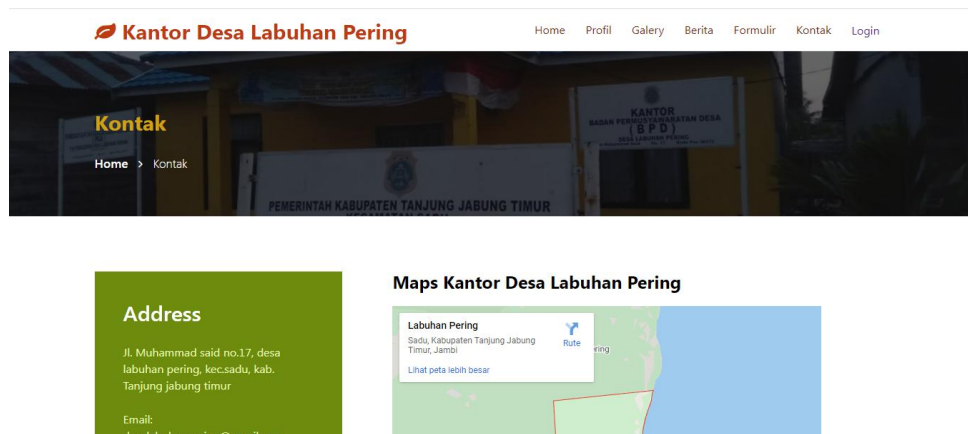 Kantor Desa Labuhan Pering
Home Profil Galery Berita Formulir Kontak Login
KANTOR
BADAN PERMUSYAWARATAN DESA
( B P D )
DESA LABUHAN PERING
Kontak
Home > Kontak
PEMERINTAH KABUPATEN TANJUNG JABUNG TIMUR
KECAMATAN SADU
Maps Kantor Desa Labuhan Pering
Address
Jl. Muhammad said no.17, desa
labuhan pering, kec.sadu, kab.
Tanjung jabung timur
Email:
Labuhan Pering
Sadu, Kabupaten Tanjung Jabung
Timur, Jambi
Rute
Lihat peta lebih besar
ering